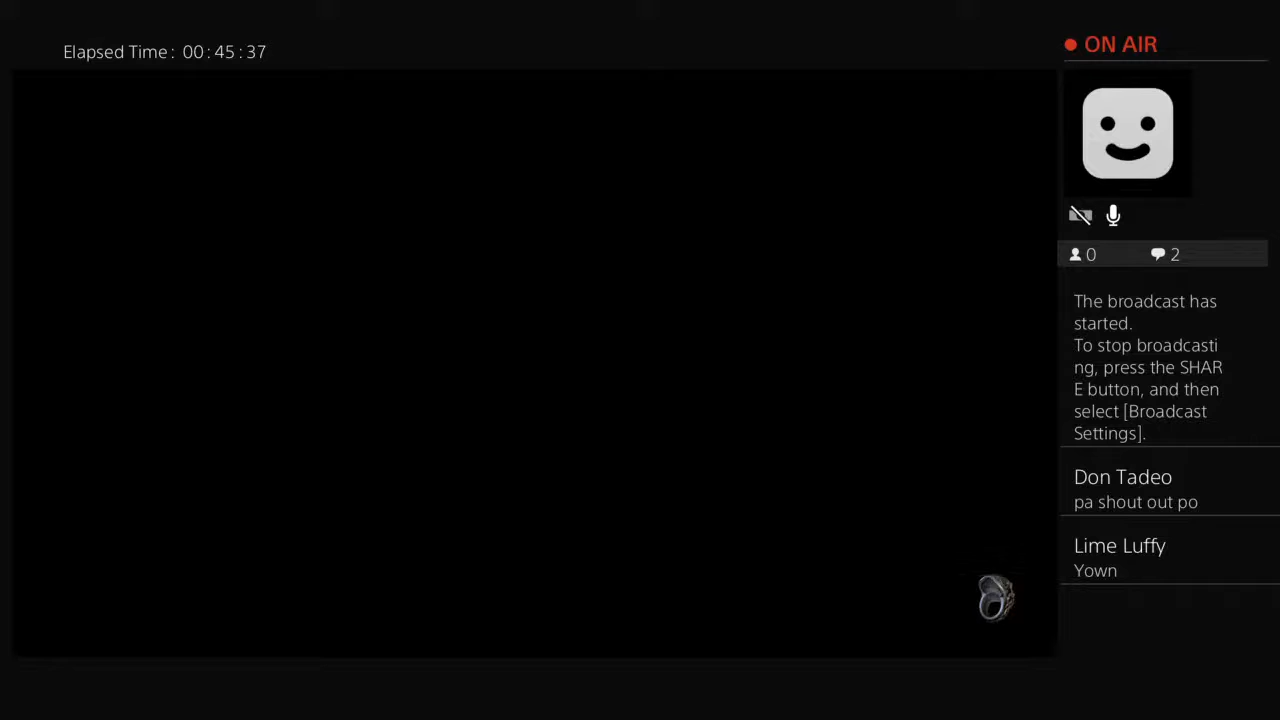 Elapsed Time: 00:45:37
ON AIR
0 2
The broadcast has
started.
To stop broadcasti
ng, press the SHAR
E button, and then
select [Broadcast
Settings].
Don Tadeo
pa shout out po
Lime Luffy
Yown